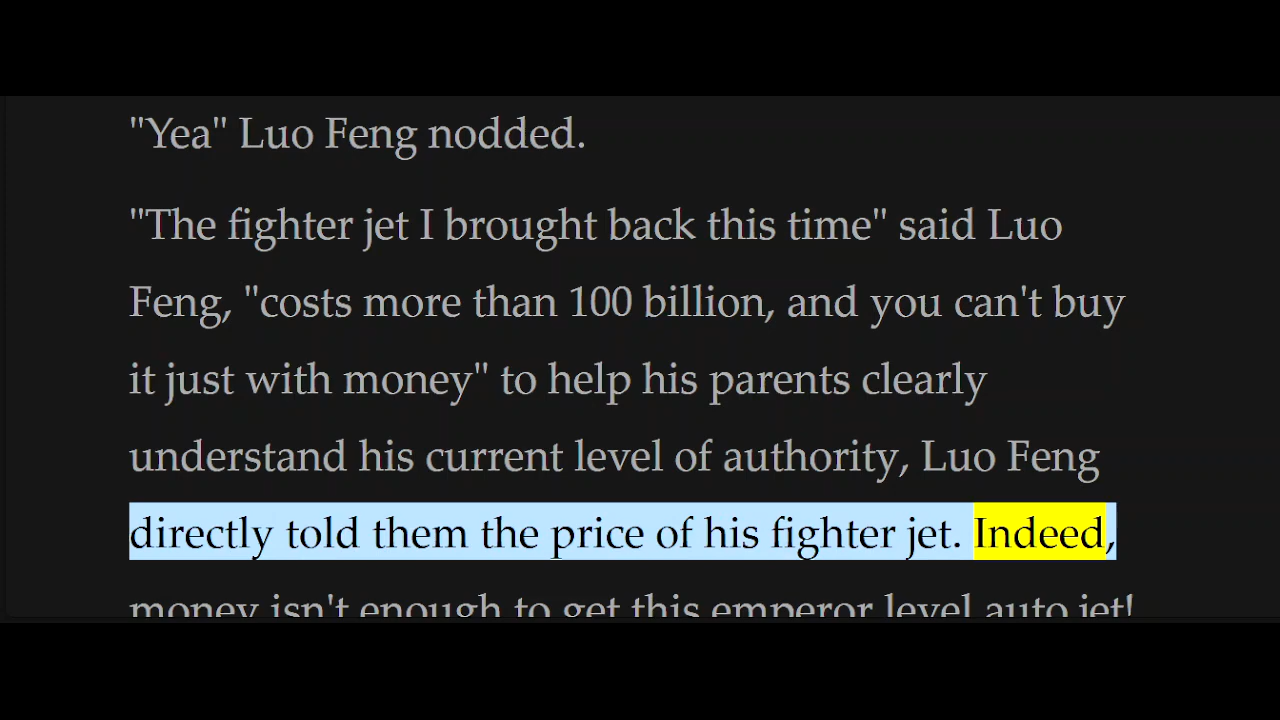 "Yea" Luo Feng nodded.
"The fighter jet I brought back this time" said Luo
Feng, "costs more than 100 billion, and you can't buy
it just with money" to help his parents clearly
understand his current level of authority, Luo Feng
directly told them the price of his fighter jet. Indeed,
money isn't enough to get this emperor level auto jet!